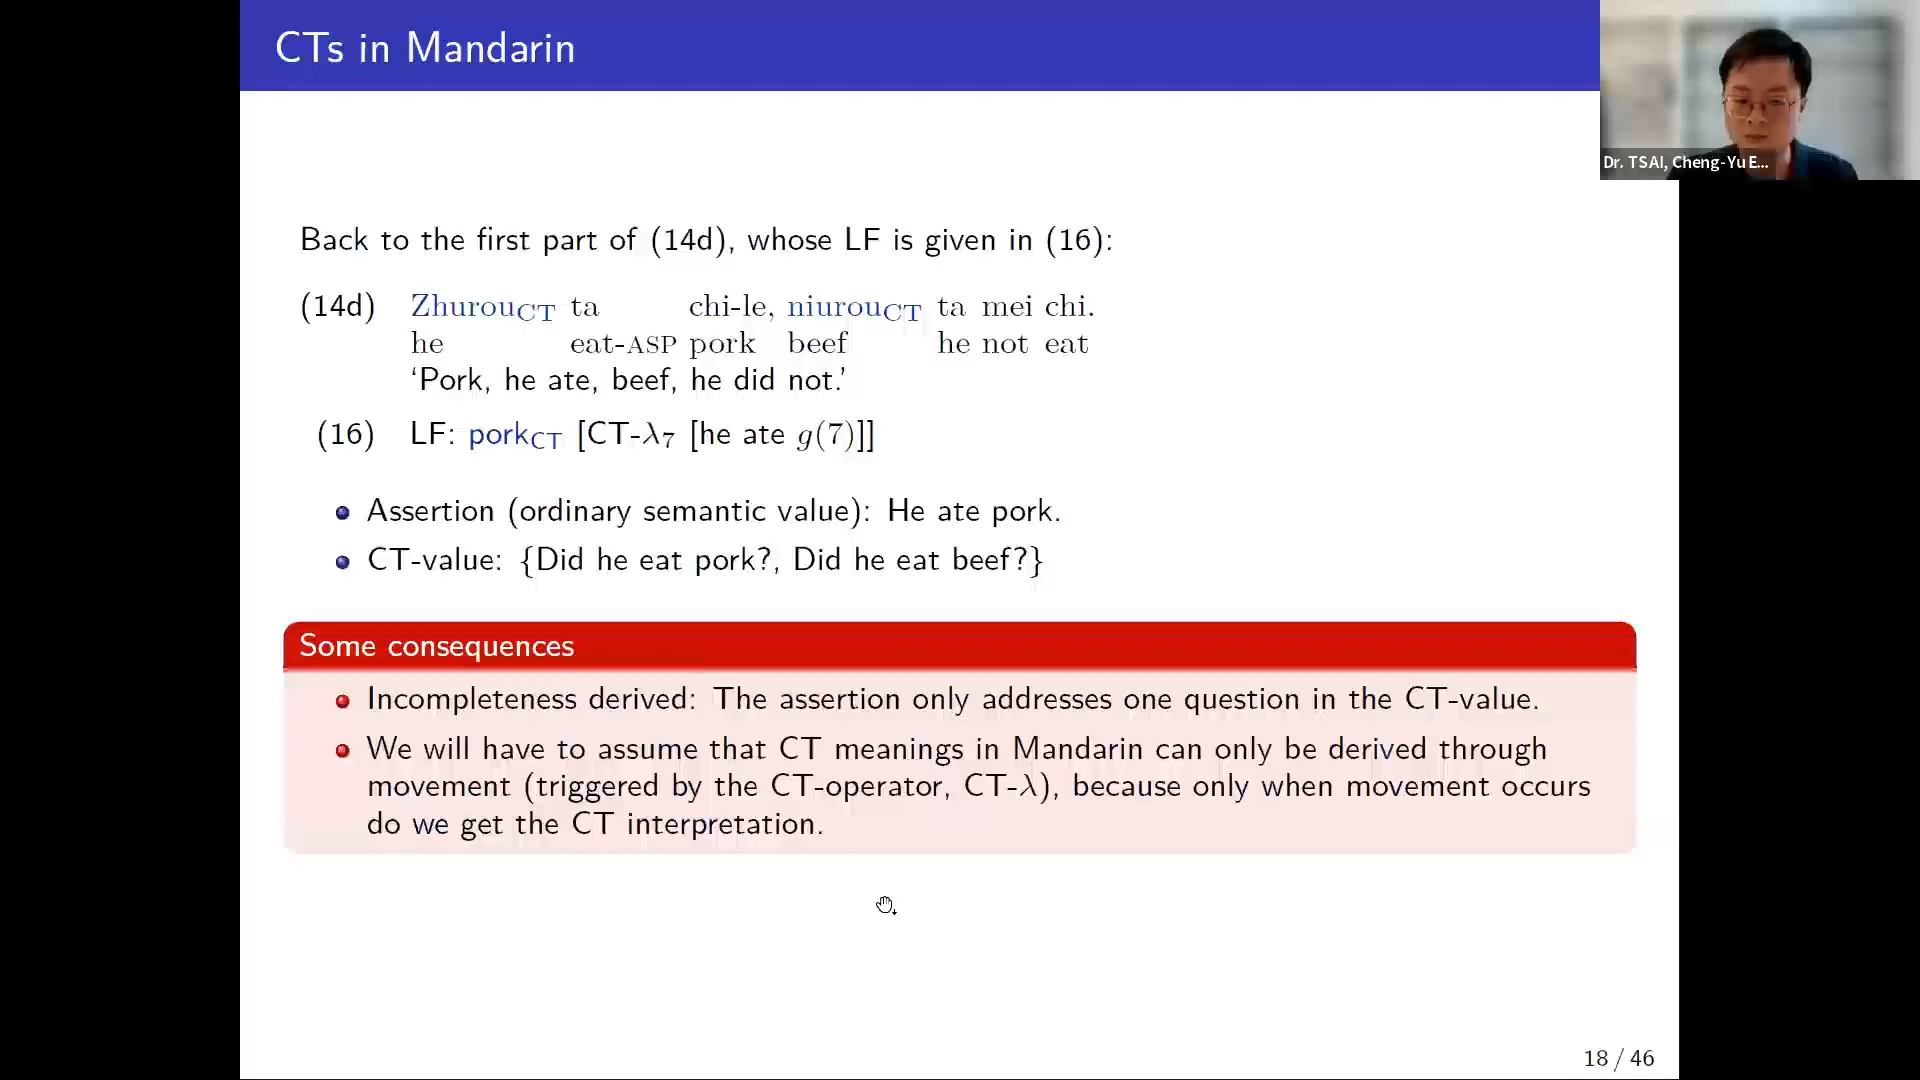 CTs in Mandarin
Dr. TSAI, Cheng-Yu E...
Back to the first part of (14d), whose LF is given in (16):
(14d) Zhurou_CT ta chi-le, niurou_CT ta mei chi.
he eat-ASP pork beef he not eat
‘Pork, he ate, beef, he did not.’
(16) LF: pork_CT [CT-λ₇ [he ate g(7)]]
• Assertion (ordinary semantic value): He ate pork.
• CT-value: {Did he eat pork?, Did he eat beef?}
Some consequences
• Incompleteness derived: The assertion only addresses one question in the CT-value.
• We will have to assume that CT meanings in Mandarin can only be derived through
movement (triggered by the CT-operator, CT-λ), because only when movement occurs
do we get the CT interpretation.
18 / 46